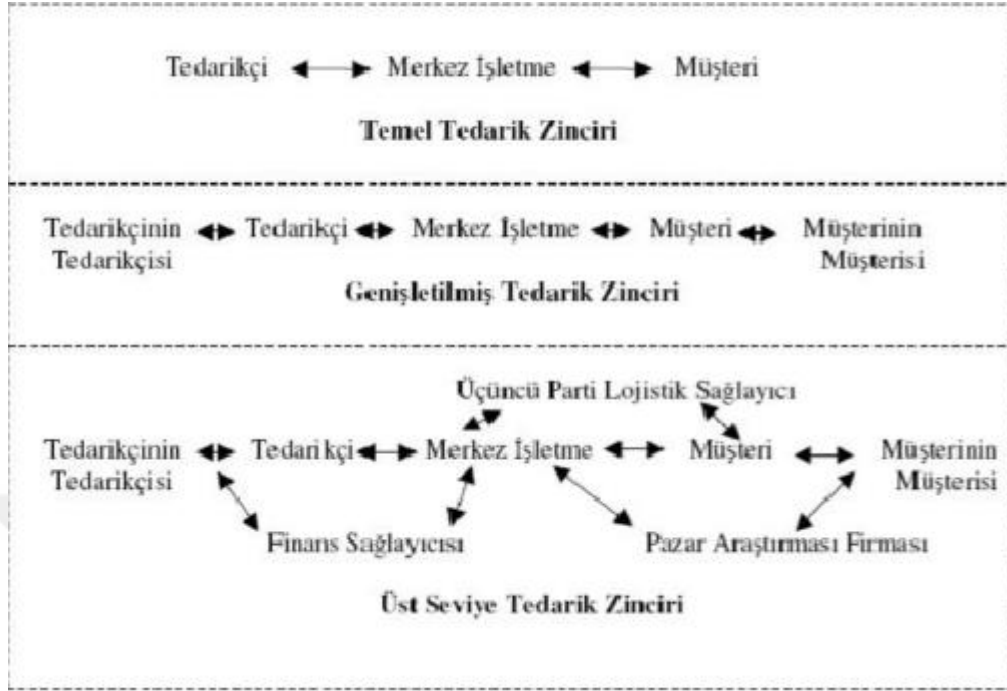 Tedarikçi Merkez İşletme Müşteri
Temel Tedarik Zinciri
Tedarikçinin Tedarikçi Merkez İşletme Müşteri Müşterinin
Tedarikçisi Müşterisi
Genişletilmiş Tedarik Zinciri
Üçüncü Parti Lojistik Sağlayıcı
Tedarikçinin Tedarikçi Merkez İşletme Müşteri Müşterinin
Tedarikçisi Müşterisi
Finans Sağlayıcısı Pazar Araştırması Firması
Üst Seviye Tedarik Zinciri